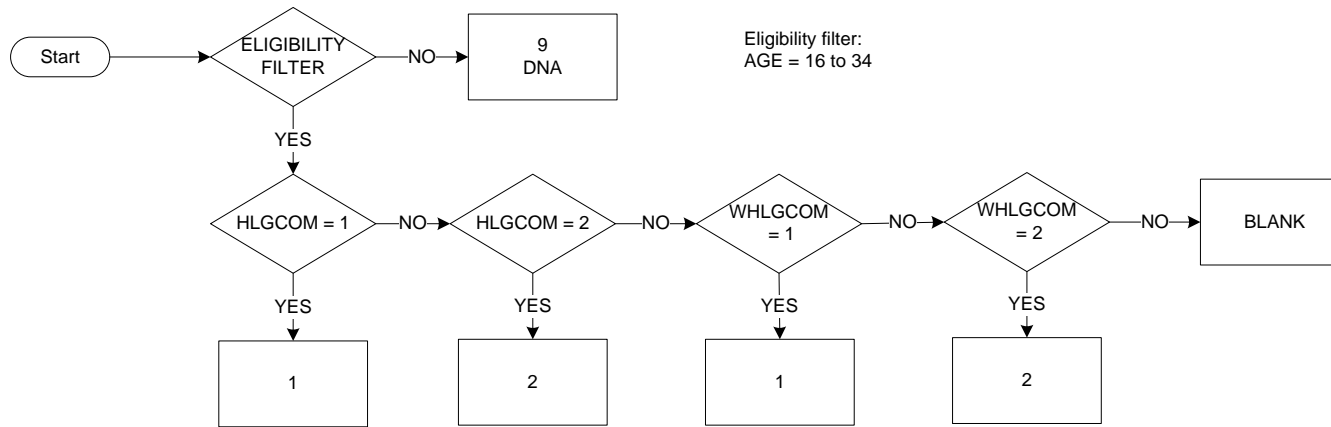 Start
ELIGIBILITY
FILTER
NO
9
DNA
Eligibility filter:
AGE = 16 to 34
YES
HLGCOM = 1
NO
HLGCOM = 2
NO
WHLGCOM
= 1
NO
WHLGCOM
= 2
NO
BLANK
YES
YES
YES
YES
1
2
1
2